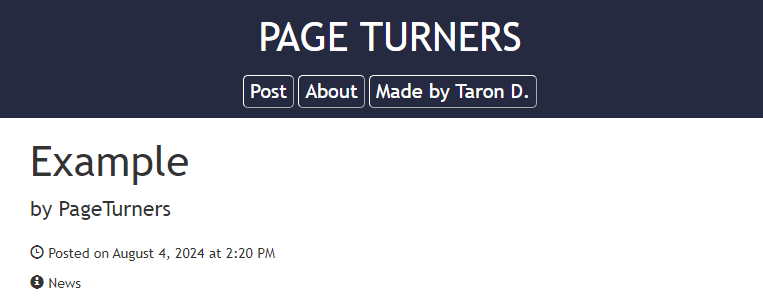 PAGE TURNERS
Post About Made by Taron D.
Example
by PageTurners
Posted on August 4, 2024 at 2:20 PM
News